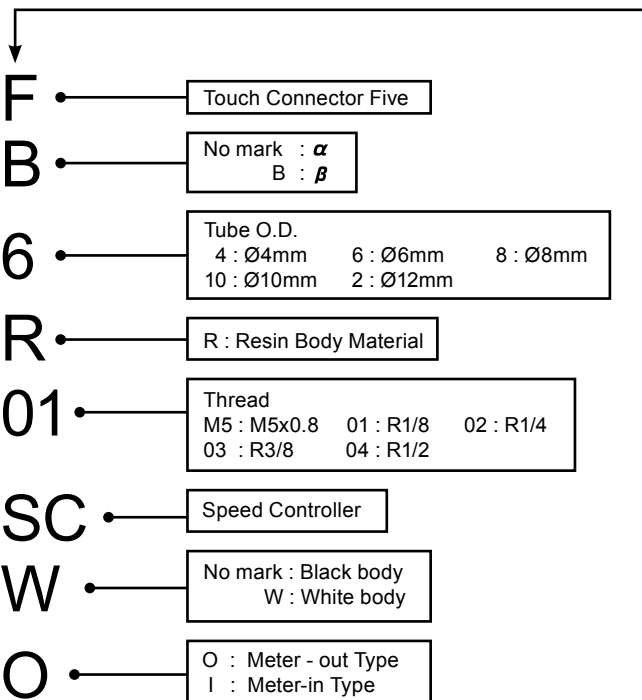 F
Touch Connector Five
B
No mark : α
B : β
6
Tube O.D.
4 : Ø4mm 6 : Ø6mm 8 : Ø8mm
10 : Ø10mm 2 : Ø12mm
R
R : Resin Body Material
01
Thread
M5 : M5x0.8 01 : R1/8 02 : R1/4
03 : R3/8 04 : R1/2
SC
Speed Controller
W
No mark : Black body
W : White body
O
O : Meter - out Type
I : Meter-in Type